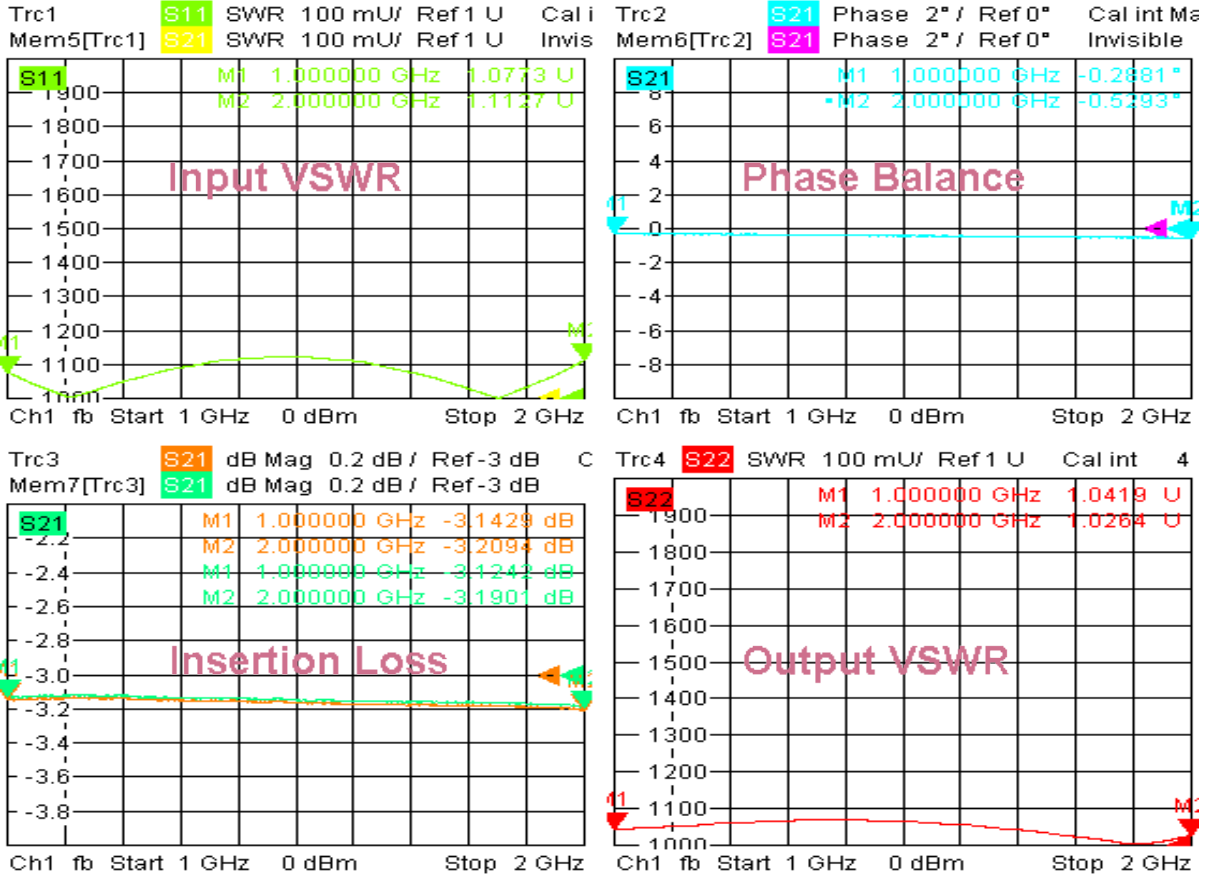 Trc1 S11 SWR 100 mU/ Ref 1 U Cal i
Mem5[Trc1] S21 SWR 100 mU/ Ref 1 U Invis
S11
M1 1.000000 GHz 1.0773 U
M2 2.000000 GHz 1.1127 U
1900
1800
1700
Input VSWR
1600
1500
1400
1300
1200
1100
1000
M1
M2
Ch1 fb Start 1 GHz 0 dBm Stop 2 GHz
Trc2 S21 Phase 2°/ Ref 0° Cal int Ma
Mem6[Trc2] S21 Phase 2°/ Ref 0° Invisible
S21
M1 1.000000 GHz -0.2881°
•M2 2.000000 GHz -0.5293°
8
6
4
Phase Balance
2
0
-2
-4
-6
-8
M1
M2
Ch1 fb Start 1 GHz 0 dBm Stop 2 GHz
Trc3 S21 dB Mag 0.2 dB/ Ref -3 dB C
Mem7[Trc3] S21 dB Mag 0.2 dB/ Ref -3 dB
S21
M1 1.000000 GHz -3.1429 dB
M2 2.000000 GHz -3.2094 dB
M1 1.000000 GHz -3.1242 dB
M2 2.000000 GHz -3.1901 dB
-2.2
-2.4
-2.6
-2.8
Insertion Loss
-3.0
-3.2
-3.4
-3.6
-3.8
Ch1 fb Start 1 GHz 0 dBm Stop 2 GHz
Trc4 S22 SWR 100 mU/ Ref 1 U Cal int 4
S22
M1 1.000000 GHz 1.0419 U
M2 2.000000 GHz 1.0264 U
1900
1800
1700
1600
1500
Output VSWR
1400
1300
1200
1100
1000
M1
M2
Ch1 fb Start 1 GHz 0 dBm Stop 2 GHz